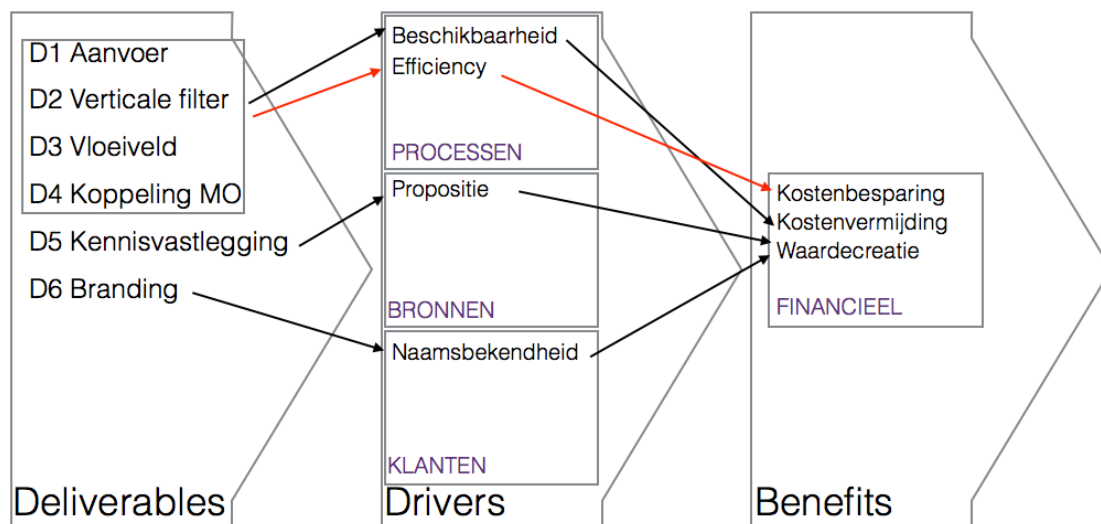 D1 Aanvoer
D2 Verticale filter
D3 Vloeiveld
D4 Koppeling MO
D5 Kennisvastlegging
D6 Branding
Deliverables
Beschikbaarheid
Efficiency
PROCESSEN
Propositie
BRONNEN
Naamsbekendheid
KLANTEN
Drivers
Kostenbesparing
Kostenvermijding
Waardecreatie
FINANCIEEL
Benefits